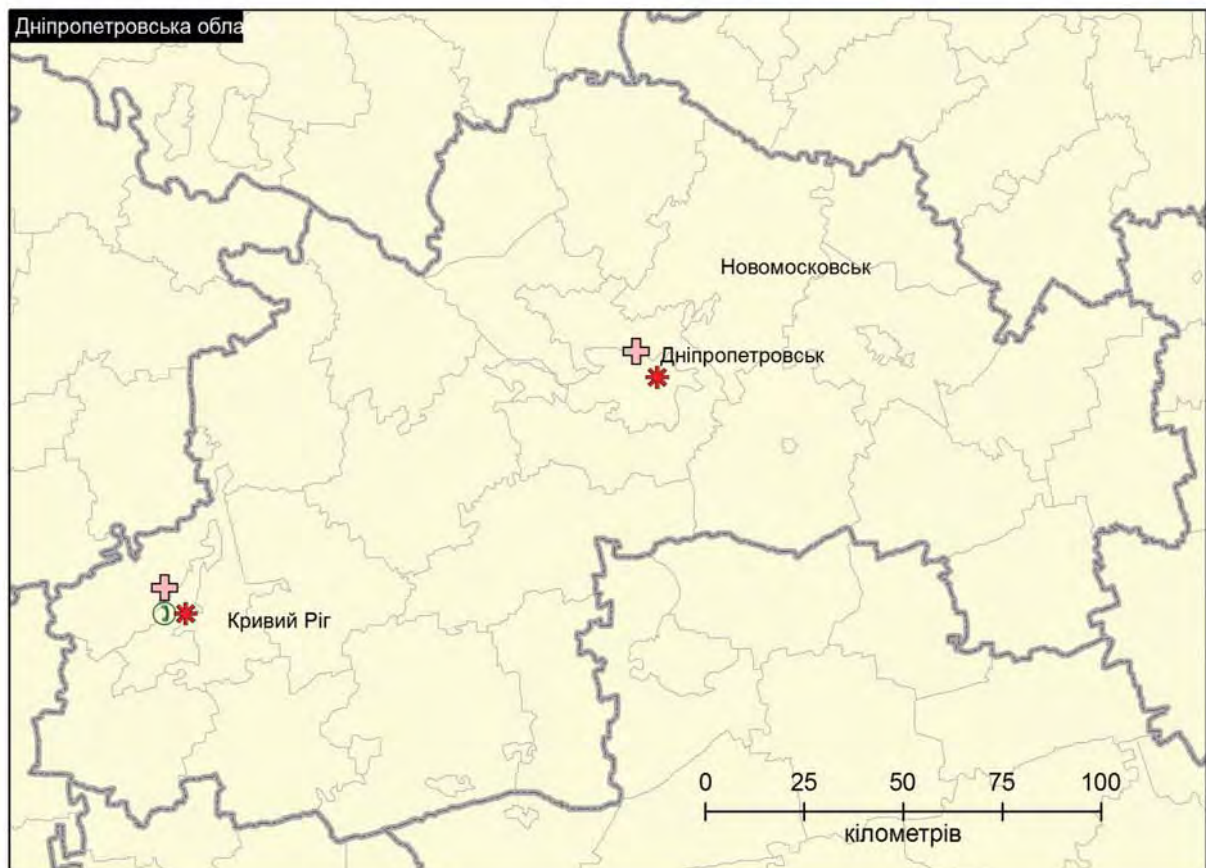 Дніпропетровська обла
Новомосковськ
Дніпропетровськ
Кривий Ріг
0 25 50 75 100
кілометрів